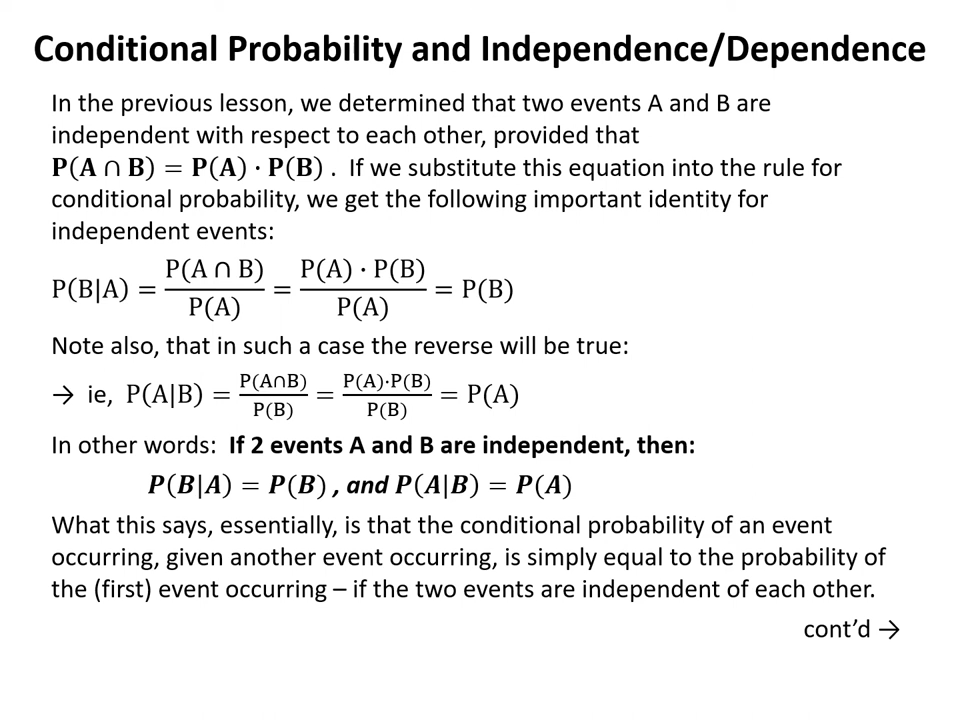 Conditional Probability and Independence/Dependence
In the previous lesson, we determined that two events A and B are
independent with respect to each other, provided that
P(A ∩ B) = P(A) · P(B) . If we substitute this equation into the rule for
conditional probability, we get the following important identity for
independent events:
P(B|A) = P(A ∩ B)/P(A) = P(A) · P(B)/P(A) = P(B)
Note also, that in such a case the reverse will be true:
→ ie, P(A|B) = P(A∩B)/P(B) = P(A)·P(B)/P(B) = P(A)
In other words: If 2 events A and B are independent, then:
P(B|A) = P(B) , and P(A|B) = P(A)
What this says, essentially, is that the conditional probability of an event
occurring, given another event occurring, is simply equal to the probability of
the (first) event occurring – if the two events are independent of each other.
cont’d →